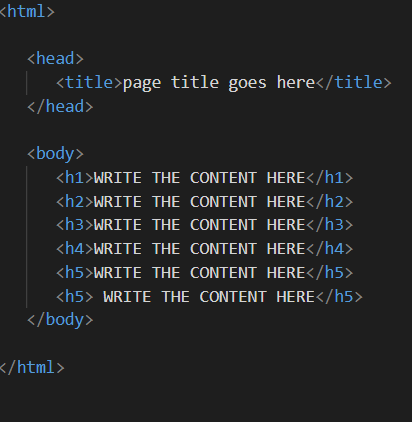 <html>
<head>
<title>page title goes here</title>
</head>
<body>
<h1>WRITE THE CONTENT HERE</h1>
<h2>WRITE THE CONTENT HERE</h2>
<h3>WRITE THE CONTENT HERE</h3>
<h4>WRITE THE CONTENT HERE</h4>
<h5>WRITE THE CONTENT HERE</h5>
<h5> WRITE THE CONTENT HERE</h5>
</body>
</html>